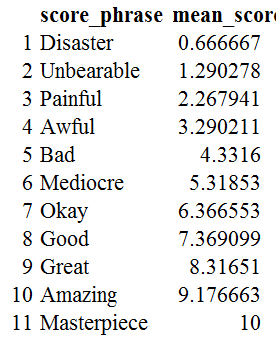 score_phrase mean_scor
1 Disaster 0.666667
2 Unbearable 1.290278
3 Painful 2.267941
4 Awful 3.290211
5 Bad 4.3316
6 Mediocre 5.31853
7 Okay 6.366553
8 Good 7.369099
9 Great 8.31651
10 Amazing 9.176663
11 Masterpiece 10